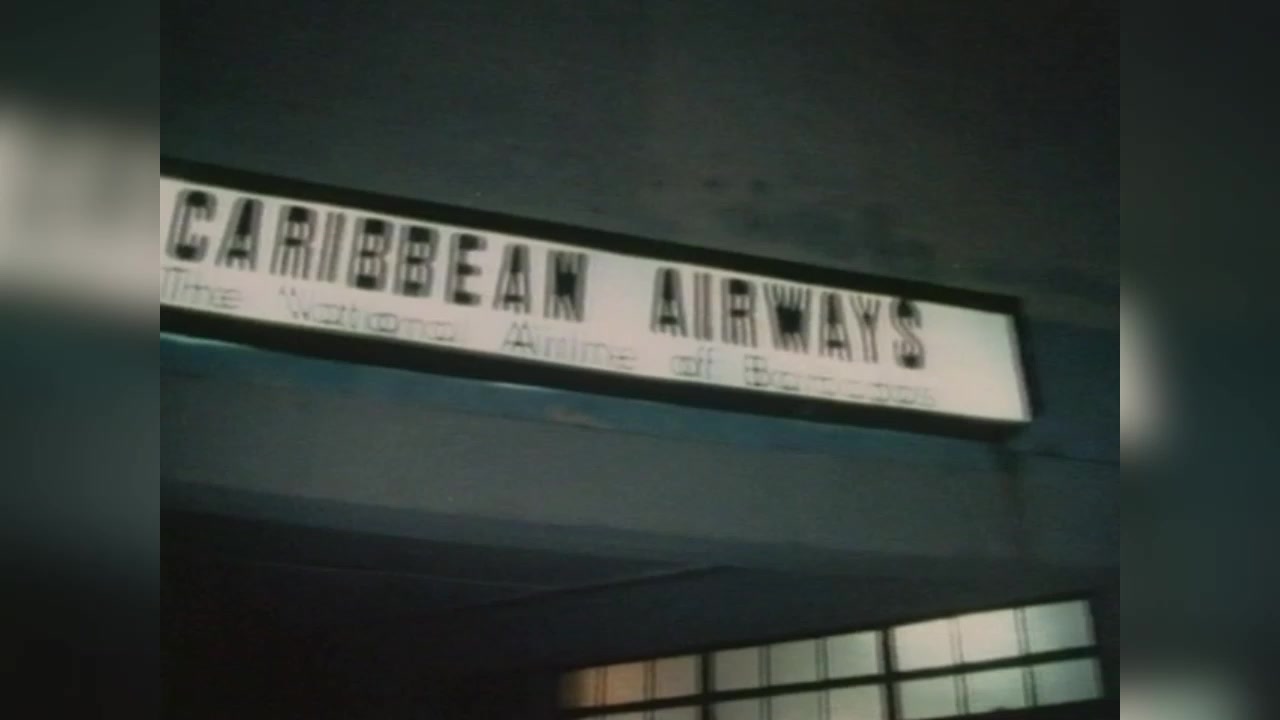 CARIBBEAN AIRWAYS
The National Airline of Barbados